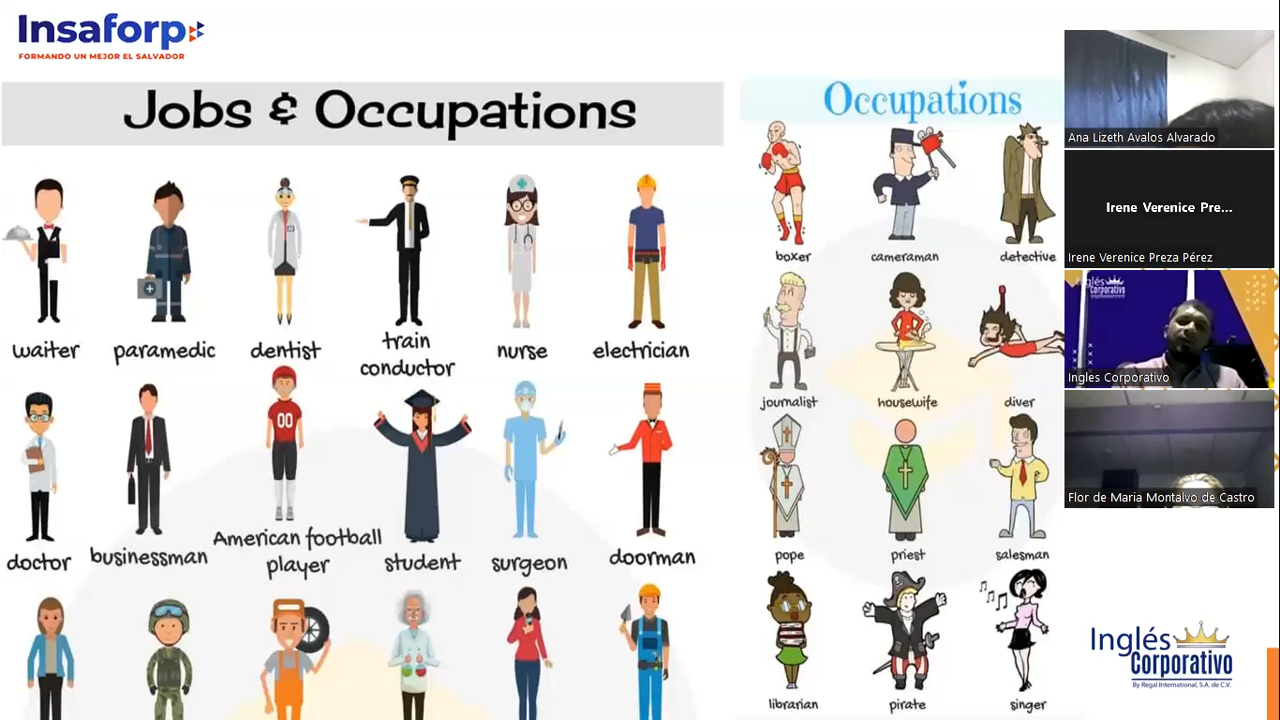 Insaforp
FORMANDO UN MEJOR EL SALVADOR
Jobs & Occupations
waiter
paramedic
dentist
train
conductor
nurse
electrician
doctor
businessman
American football
player
student
surgeon
doorman
00
Occupations
boxer
cameraman
detective
journalist
housewife
diver
pope
priest
salesman
librarian
pirate
singer
Ana Lizeth Avalos Alvarado
Irene Verenice Pre...
Irene Verenice Preza Pérez
Inglés
Corporativo
Ingles Corporativo
Flor de Maria Montalvo de Castro
Inglés
Corporativo
By Regal International, S.A. de C.V.